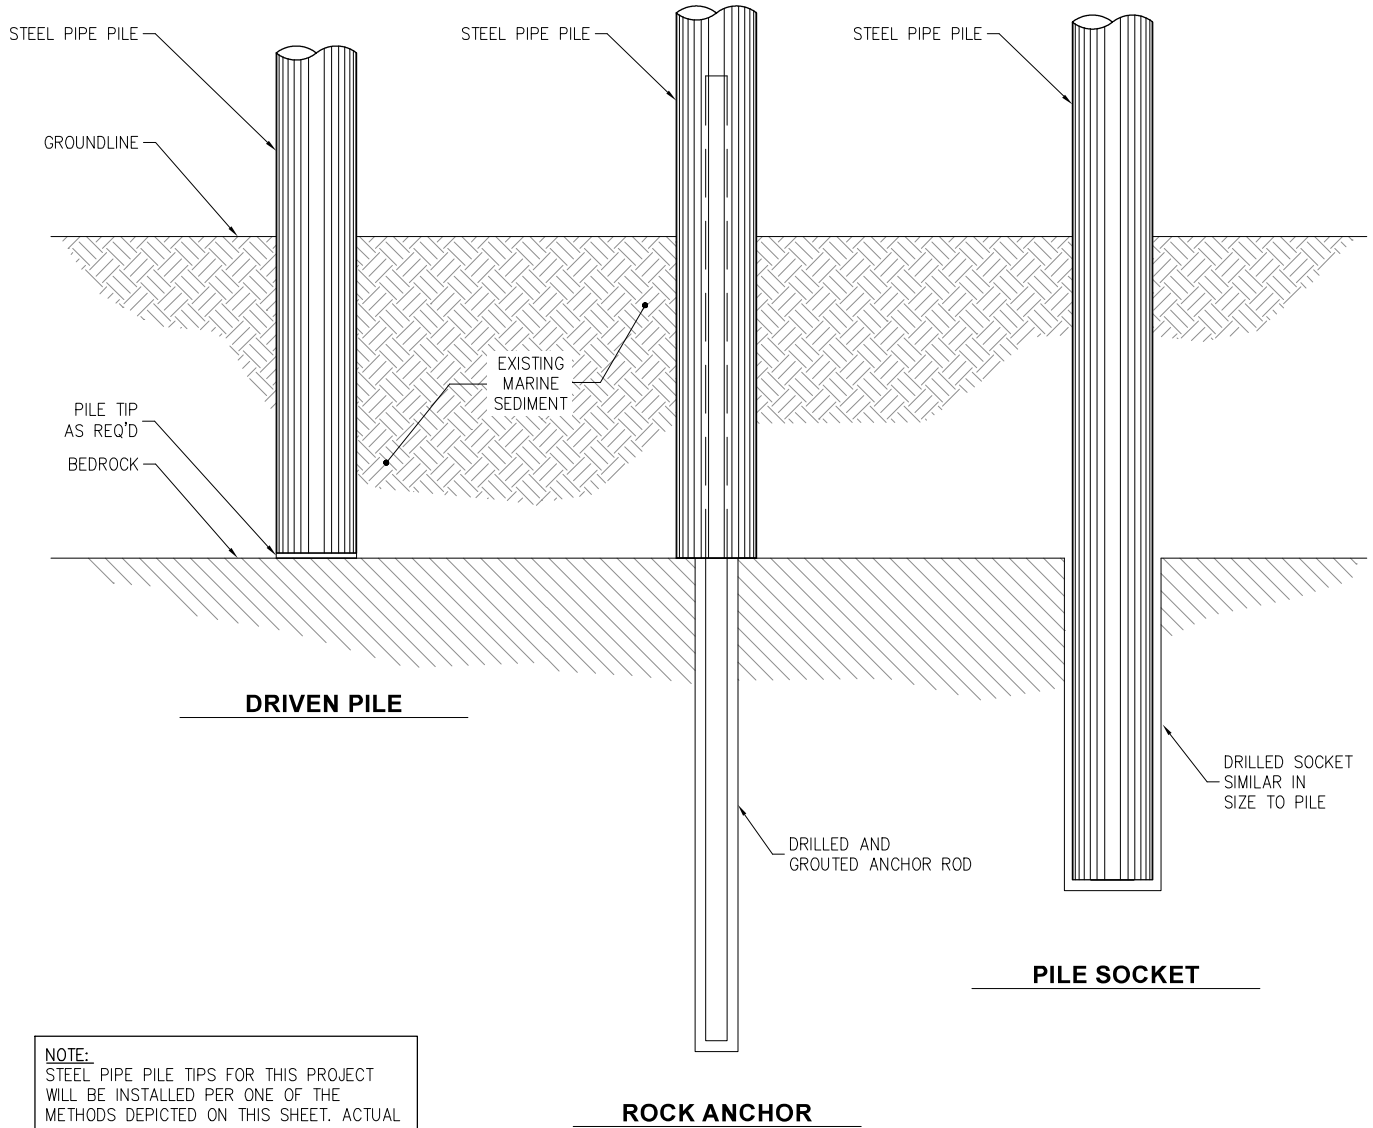 STEEL PIPE PILE
STEEL PIPE PILE
STEEL PIPE PILE
GROUNDLINE
EXISTING
MARINE
SEDIMENT
PILE TIP
AS REQ'D
BEDROCK
DRIVEN PILE
DRILLED SOCKET
SIMILAR IN
SIZE TO PILE
DRILLED AND
GROUTED ANCHOR ROD
PILE SOCKET
NOTE:
STEEL PIPE PILE TIPS FOR THIS PROJECT
WILL BE INSTALLED PER ONE OF THE
METHODS DEPICTED ON THIS SHEET. ACTUAL
ROCK ANCHOR